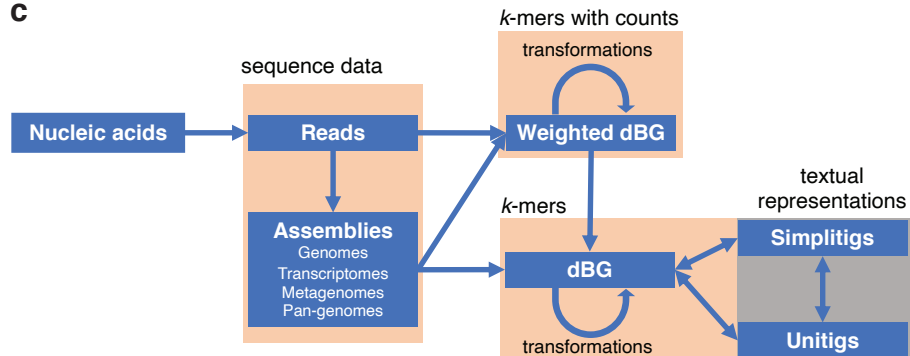 c
k-mers with counts
transformations
sequence data
Nucleic acids
Reads
Weighted dBG
Assemblies
Genomes
Transcriptomes
Metagenomes
Pan-genomes
k-mers
dBG
transformations
textual
representations
Simplitigs
Unitigs